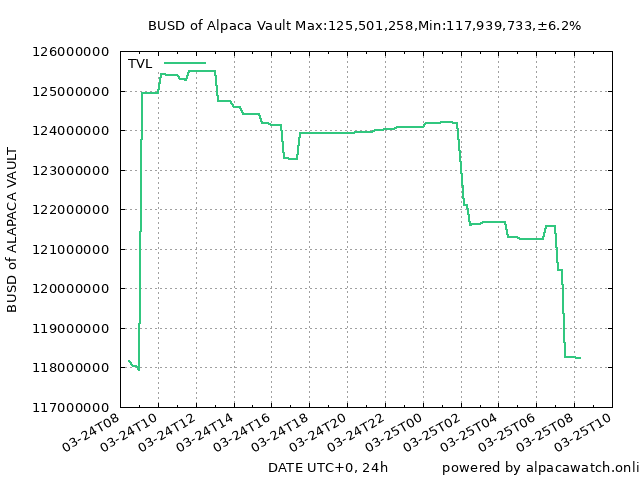 BUSD of Alpaca Vault Max:125,501,258,Min:117,939,733,±6.2%
TVL
126000000
125000000
124000000
123000000
122000000
121000000
120000000
119000000
118000000
117000000
BUSD of ALAPACA VAULT
03-24T08
03-24T10
03-24T12
03-24T14
03-24T16
03-24T18
03-24T20
03-24T22
03-25T00
03-25T02
03-25T04
03-25T06
03-25T08
03-25T10
DATE UTC+0, 24h
powered by alpacawatch.onli